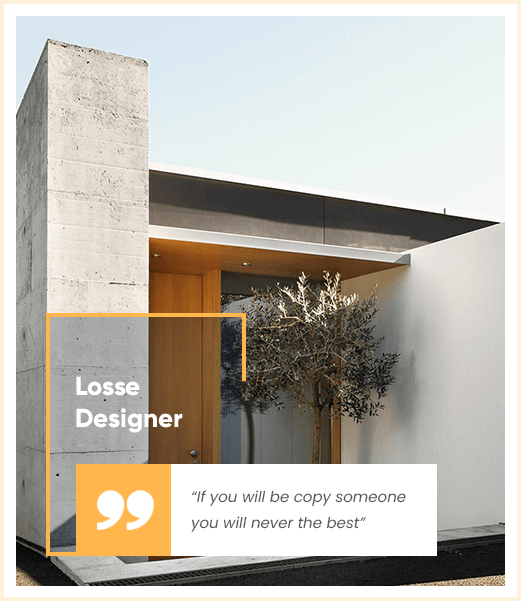 Losse
Designer
“If you will be copy someone
you will never the best”